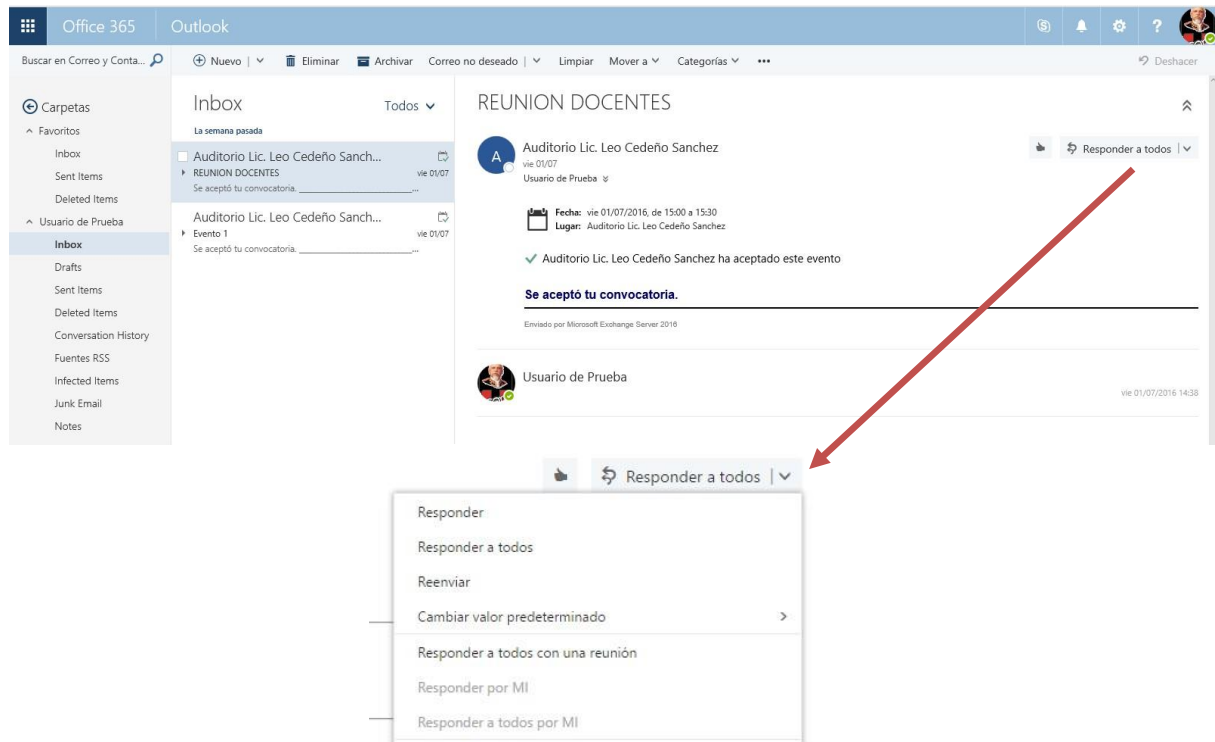 Office 365
Outlook
?
Buscar en Correo y Conta...
Nuevo
Eliminar
Archivar
Correo no deseado
Limpiar
Mover a
Categorías
Deshacer
Carpetas
Favoritos
Inbox
Sent Items
Deleted Items
Usuario de Prueba
Inbox
Drafts
Sent Items
Deleted Items
Conversation History
Fuentes RSS
Infected Items
Junk Email
Notes
Inbox
Todos
La semana pasada
Auditorio Lic. Leo Cedeño Sanch...
REUNION DOCENTES
vie 01/07
Se aceptó tu convocatoria. ______________________...
Auditorio Lic. Leo Cedeño Sanch...
Evento 1
vie 01/07
Se aceptó tu convocatoria. ______________________...
REUNION DOCENTES
A
Auditorio Lic. Leo Cedeño Sanchez
vie 01/07
Usuario de Prueba
Responder a todos
Fecha: vie 01/07/2016, de 15:00 a 15:30
Lugar: Auditorio Lic. Leo Cedeño Sanchez
Auditorio Lic. Leo Cedeño Sanchez ha aceptado este evento
Se aceptó tu convocatoria.
Enviado por Microsoft Exchange Server 2016
Usuario de Prueba
vie 01/07/2016 14:38
Responder a todos
Responder
Responder a todos
Reenviar
Cambiar valor predeterminado
Responder a todos con una reunión
Responder por MI
Responder a todos por MI